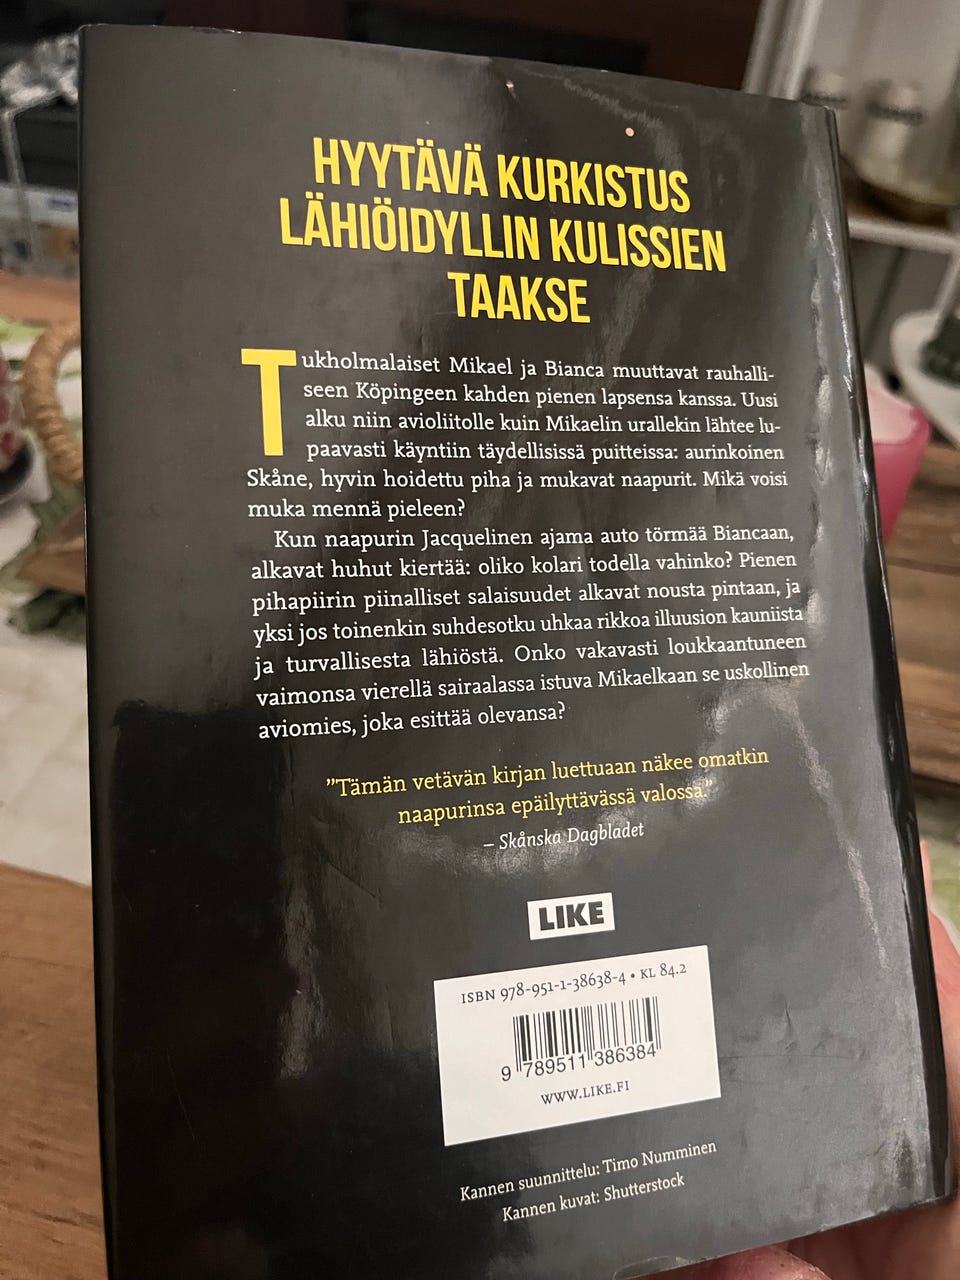 HYYTÄVÄ KURKISTUS
LÄHIÖIDYLLIN KULISSIEN
TAAKSE
Tukholmalaiset Mikael ja Bianca muuttavat rauhalli-
seen Köpingeen kahden pienen lapsensa kanssa. Uusi
alku niin avioliitolle kuin Mikaelin urallekin lähtee lu-
paavasti käyntiin täydellisissä puitteissa: aurinkoinen
Skåne, hyvin hoidettu piha ja mukavat naapurit. Mikä voisi
muka mennä pieleen?
Kun naapurin Jacquelinen ajama auto törmää Biancaan,
alkavat huhut kiertää: oliko kolari todella vahinko? Pienen
pihapiirin piinalliset salaisuudet alkavat nousta pintaan, ja
yksi jos toinenkin suhdesotku uhkaa rikkoa illuusion kauniista
ja turvallisesta lähiöstä. Onko vakavasti loukkaantuneen
vaimonsa vierellä sairaalassa istuva Mikaelkaan se uskollinen
aviomies, joka esittää olevansa?
”Tämän vetävän kirjan luettuaan näkee omatkin
naapurinsa epäilyttävässä valossa.”
– Skånska Dagbladet
LIKE
ISBN 978-951-1-38638-4 • KL 84.2
9 789511 386384
WWW.LIKE.FI
Kannen suunnittelu: Timo Numminen
Kannen kuvat: Shutterstock